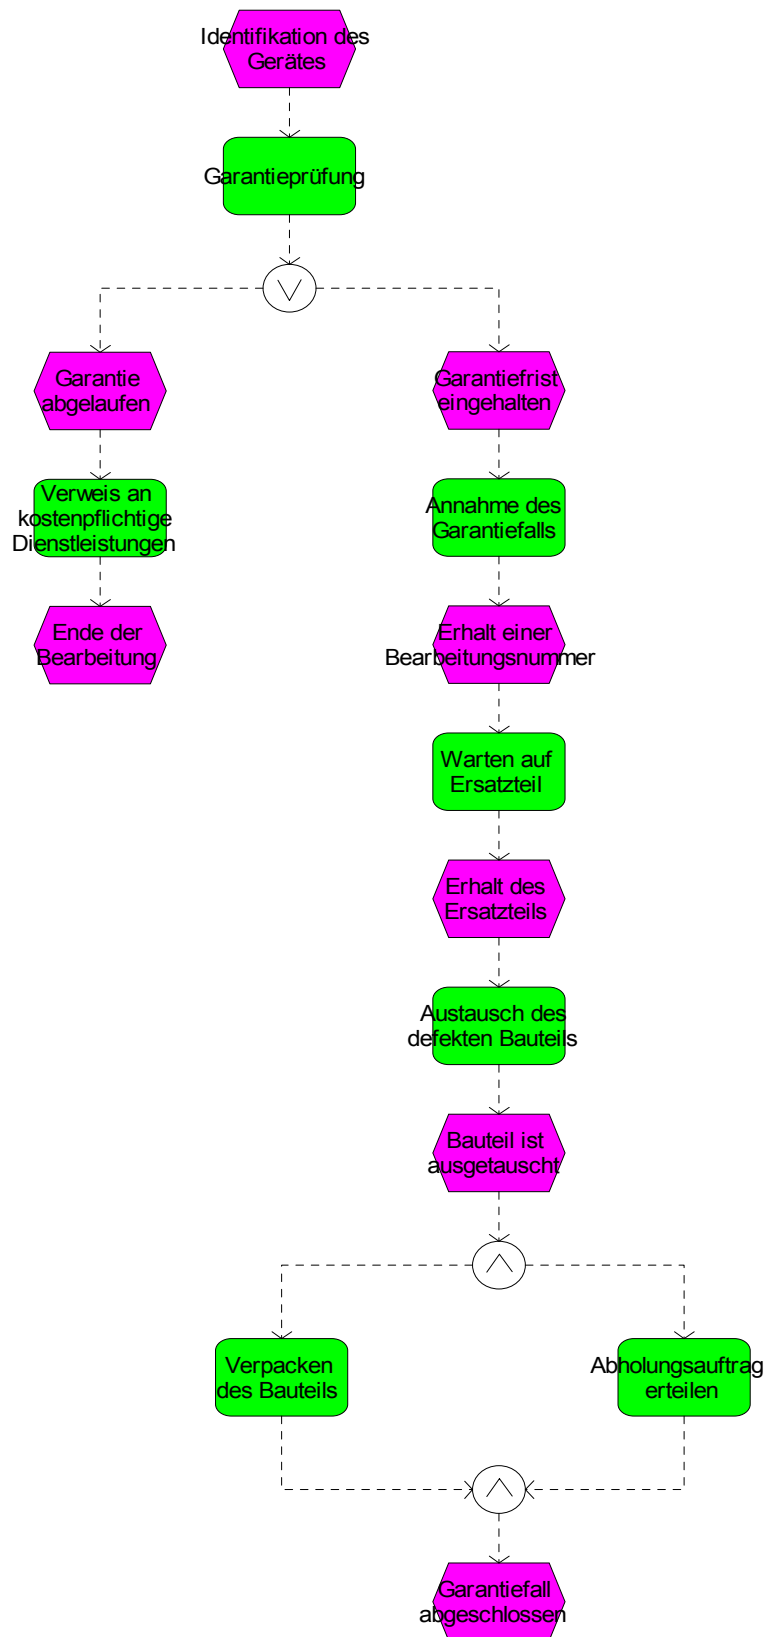 Identifikation des
Gerätes
Garantieprüfung
Garantie
abgelaufen
Garantiefrist
eingehalten
Verweis an
kostenpflichtige
Dienstleistungen
Annahme des
Garantiefalls
Ende der
Bearbeitung
Erhalt einer
Bearbeitungsnummer
Warten auf
Ersatzteil
Erhalt des
Ersatzteils
Austausch des
defekten Bauteils
Bauteil ist
ausgetauscht
Verpacken
des Bauteils
Abholungsauftrag
erteilen
Garantiefall
abgeschlossen